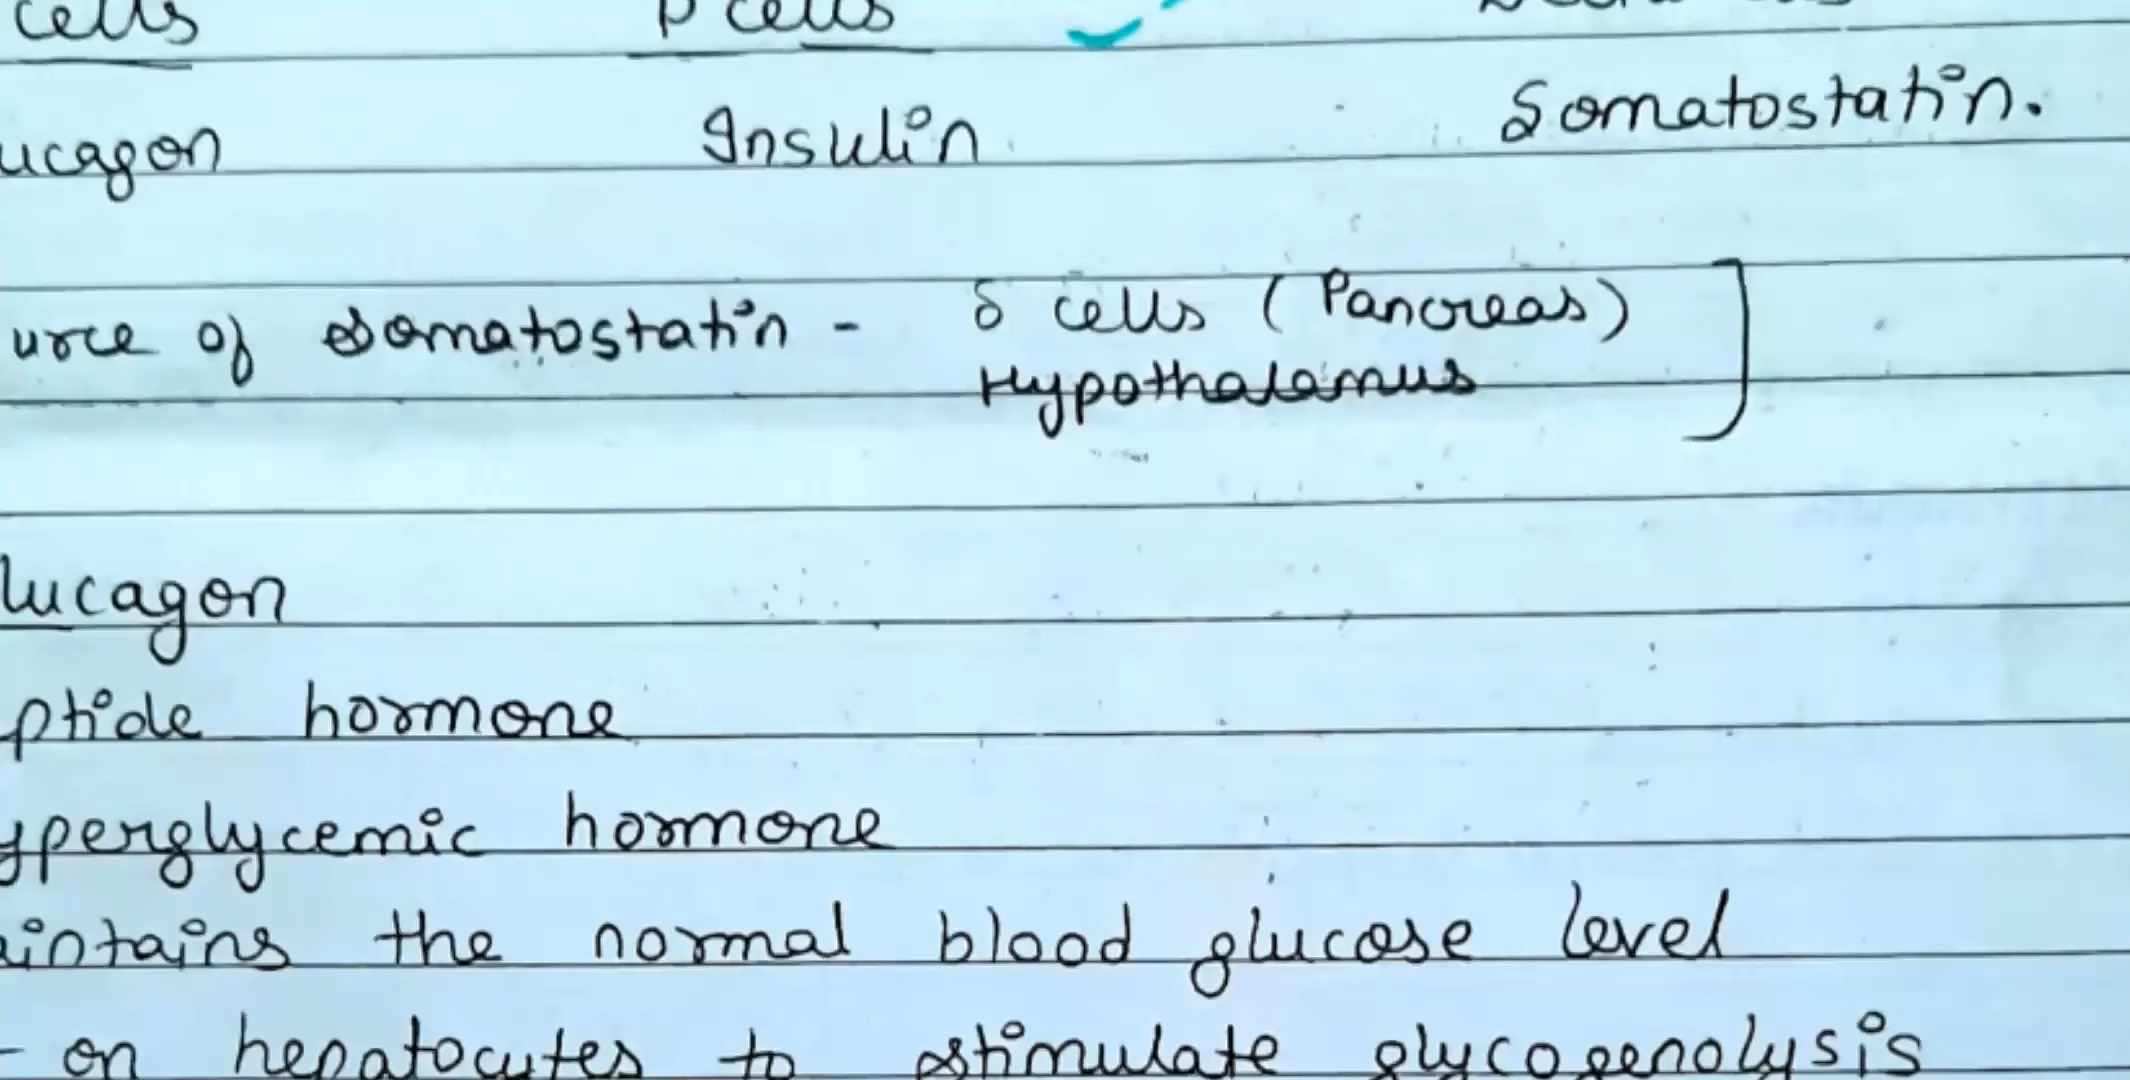 cells β cells
ucagon Insulin Somatostatin.
urce of Somatostatin - δ cells (Pancreas)
Hypothalamus
lucagon
ptide hormone
yperglycemic hormone
aintains the normal blood glucose level
- on hepatocytes to stimulate glycogenolysis